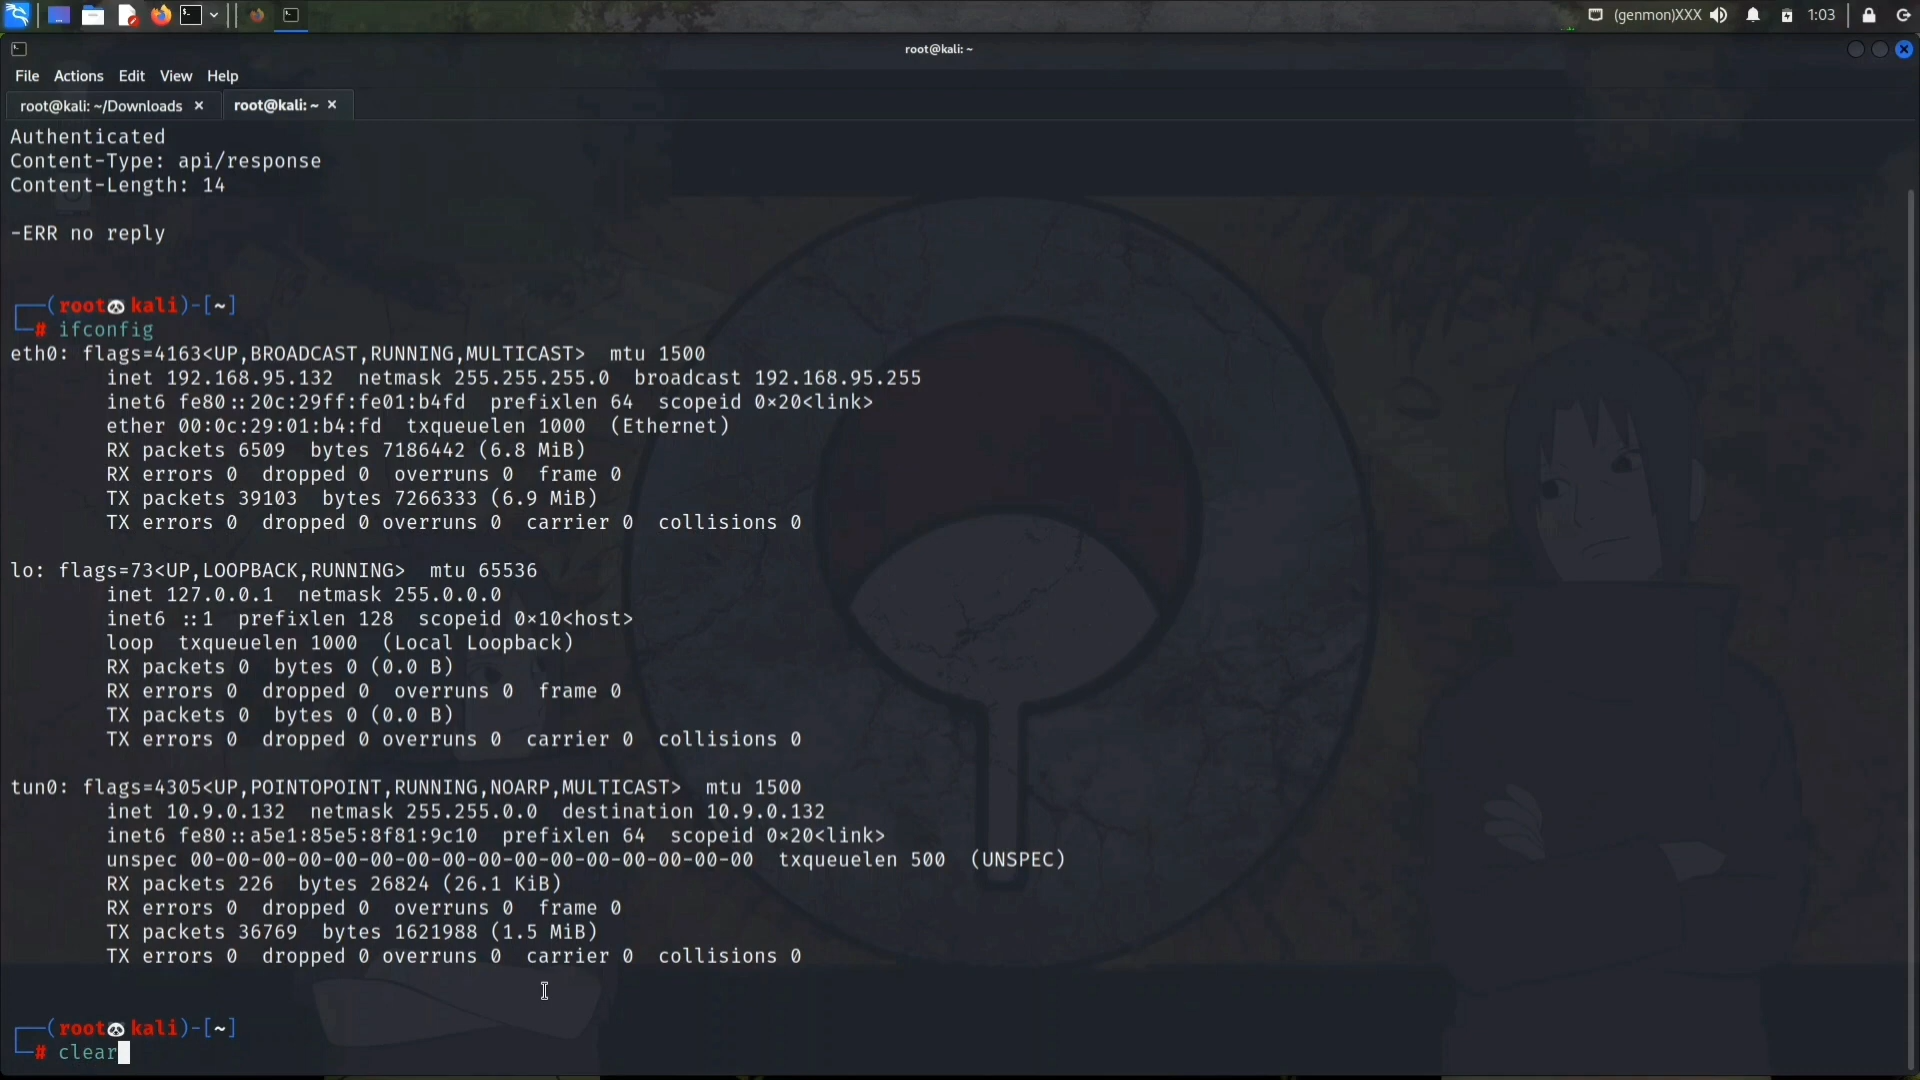 (genmon)XXX 1:03
root@kali: ~
File Actions Edit View Help
root@kali: ~/Downloads × root@kali: ~ ×
Authenticated
Content-Type: api/response
Content-Length: 14
-ERR no reply
(root kali)-[~]
# ifconfig
eth0: flags=4163<UP,BROADCAST,RUNNING,MULTICAST> mtu 1500
inet 192.168.95.132 netmask 255.255.255.0 broadcast 192.168.95.255
inet6 fe80::20c:29ff:fe01:b4fd prefixlen 64 scopeid 0×20<link>
ether 00:0c:29:01:b4:fd txqueuelen 1000 (Ethernet)
RX packets 6509 bytes 7186442 (6.8 MiB)
RX errors 0 dropped 0 overruns 0 frame 0
TX packets 39103 bytes 7266333 (6.9 MiB)
TX errors 0 dropped 0 overruns 0 carrier 0 collisions 0
lo: flags=73<UP,LOOPBACK,RUNNING> mtu 65536
inet 127.0.0.1 netmask 255.0.0.0
inet6 ::1 prefixlen 128 scopeid 0×10<host>
loop txqueuelen 1000 (Local Loopback)
RX packets 0 bytes 0 (0.0 B)
RX errors 0 dropped 0 overruns 0 frame 0
TX packets 0 bytes 0 (0.0 B)
TX errors 0 dropped 0 overruns 0 carrier 0 collisions 0
tun0: flags=4305<UP,POINTOPOINT,RUNNING,NOARP,MULTICAST> mtu 1500
inet 10.9.0.132 netmask 255.255.0.0 destination 10.9.0.132
inet6 fe80::a5e1:85e5:8f81:9c10 prefixlen 64 scopeid 0×20<link>
unspec 00-00-00-00-00-00-00-00-00-00-00-00-00-00-00-00 txqueuelen 500 (UNSPEC)
RX packets 226 bytes 26824 (26.1 KiB)
RX errors 0 dropped 0 overruns 0 frame 0
TX packets 36769 bytes 1621988 (1.5 MiB)
TX errors 0 dropped 0 overruns 0 carrier 0 collisions 0
(root kali)-[~]
# clear